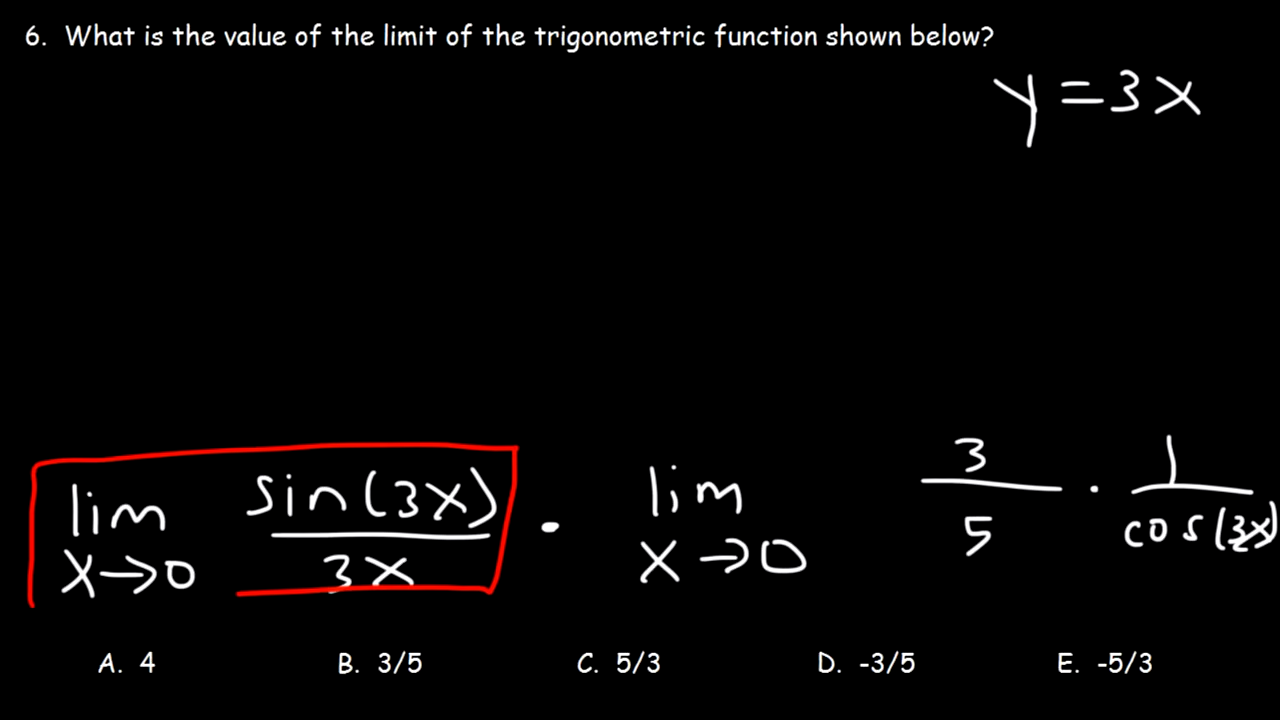 6. What is the value of the limit of the trigonometric function shown below?
y = 3x
lim x→0 sin(3x)/3x · lim x→0 3/5 · 1/cos(3x)
A. 4 B. 3/5 C. 5/3 D. -3/5 E. -5/3